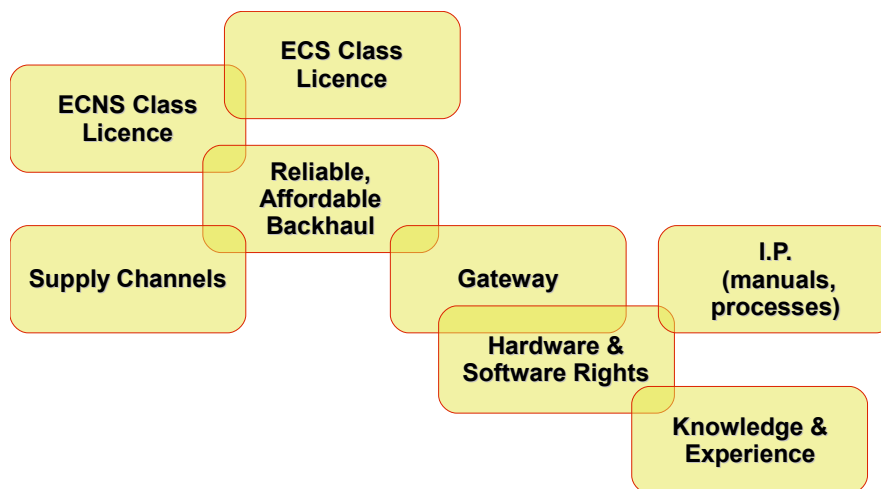 ECS Class
Licence
ECNS Class
Licence
Reliable,
Affordable
Backhaul
Supply Channels
Gateway
I.P.
(manuals,
processes)
Hardware &
Software Rights
Knowledge &
Experience